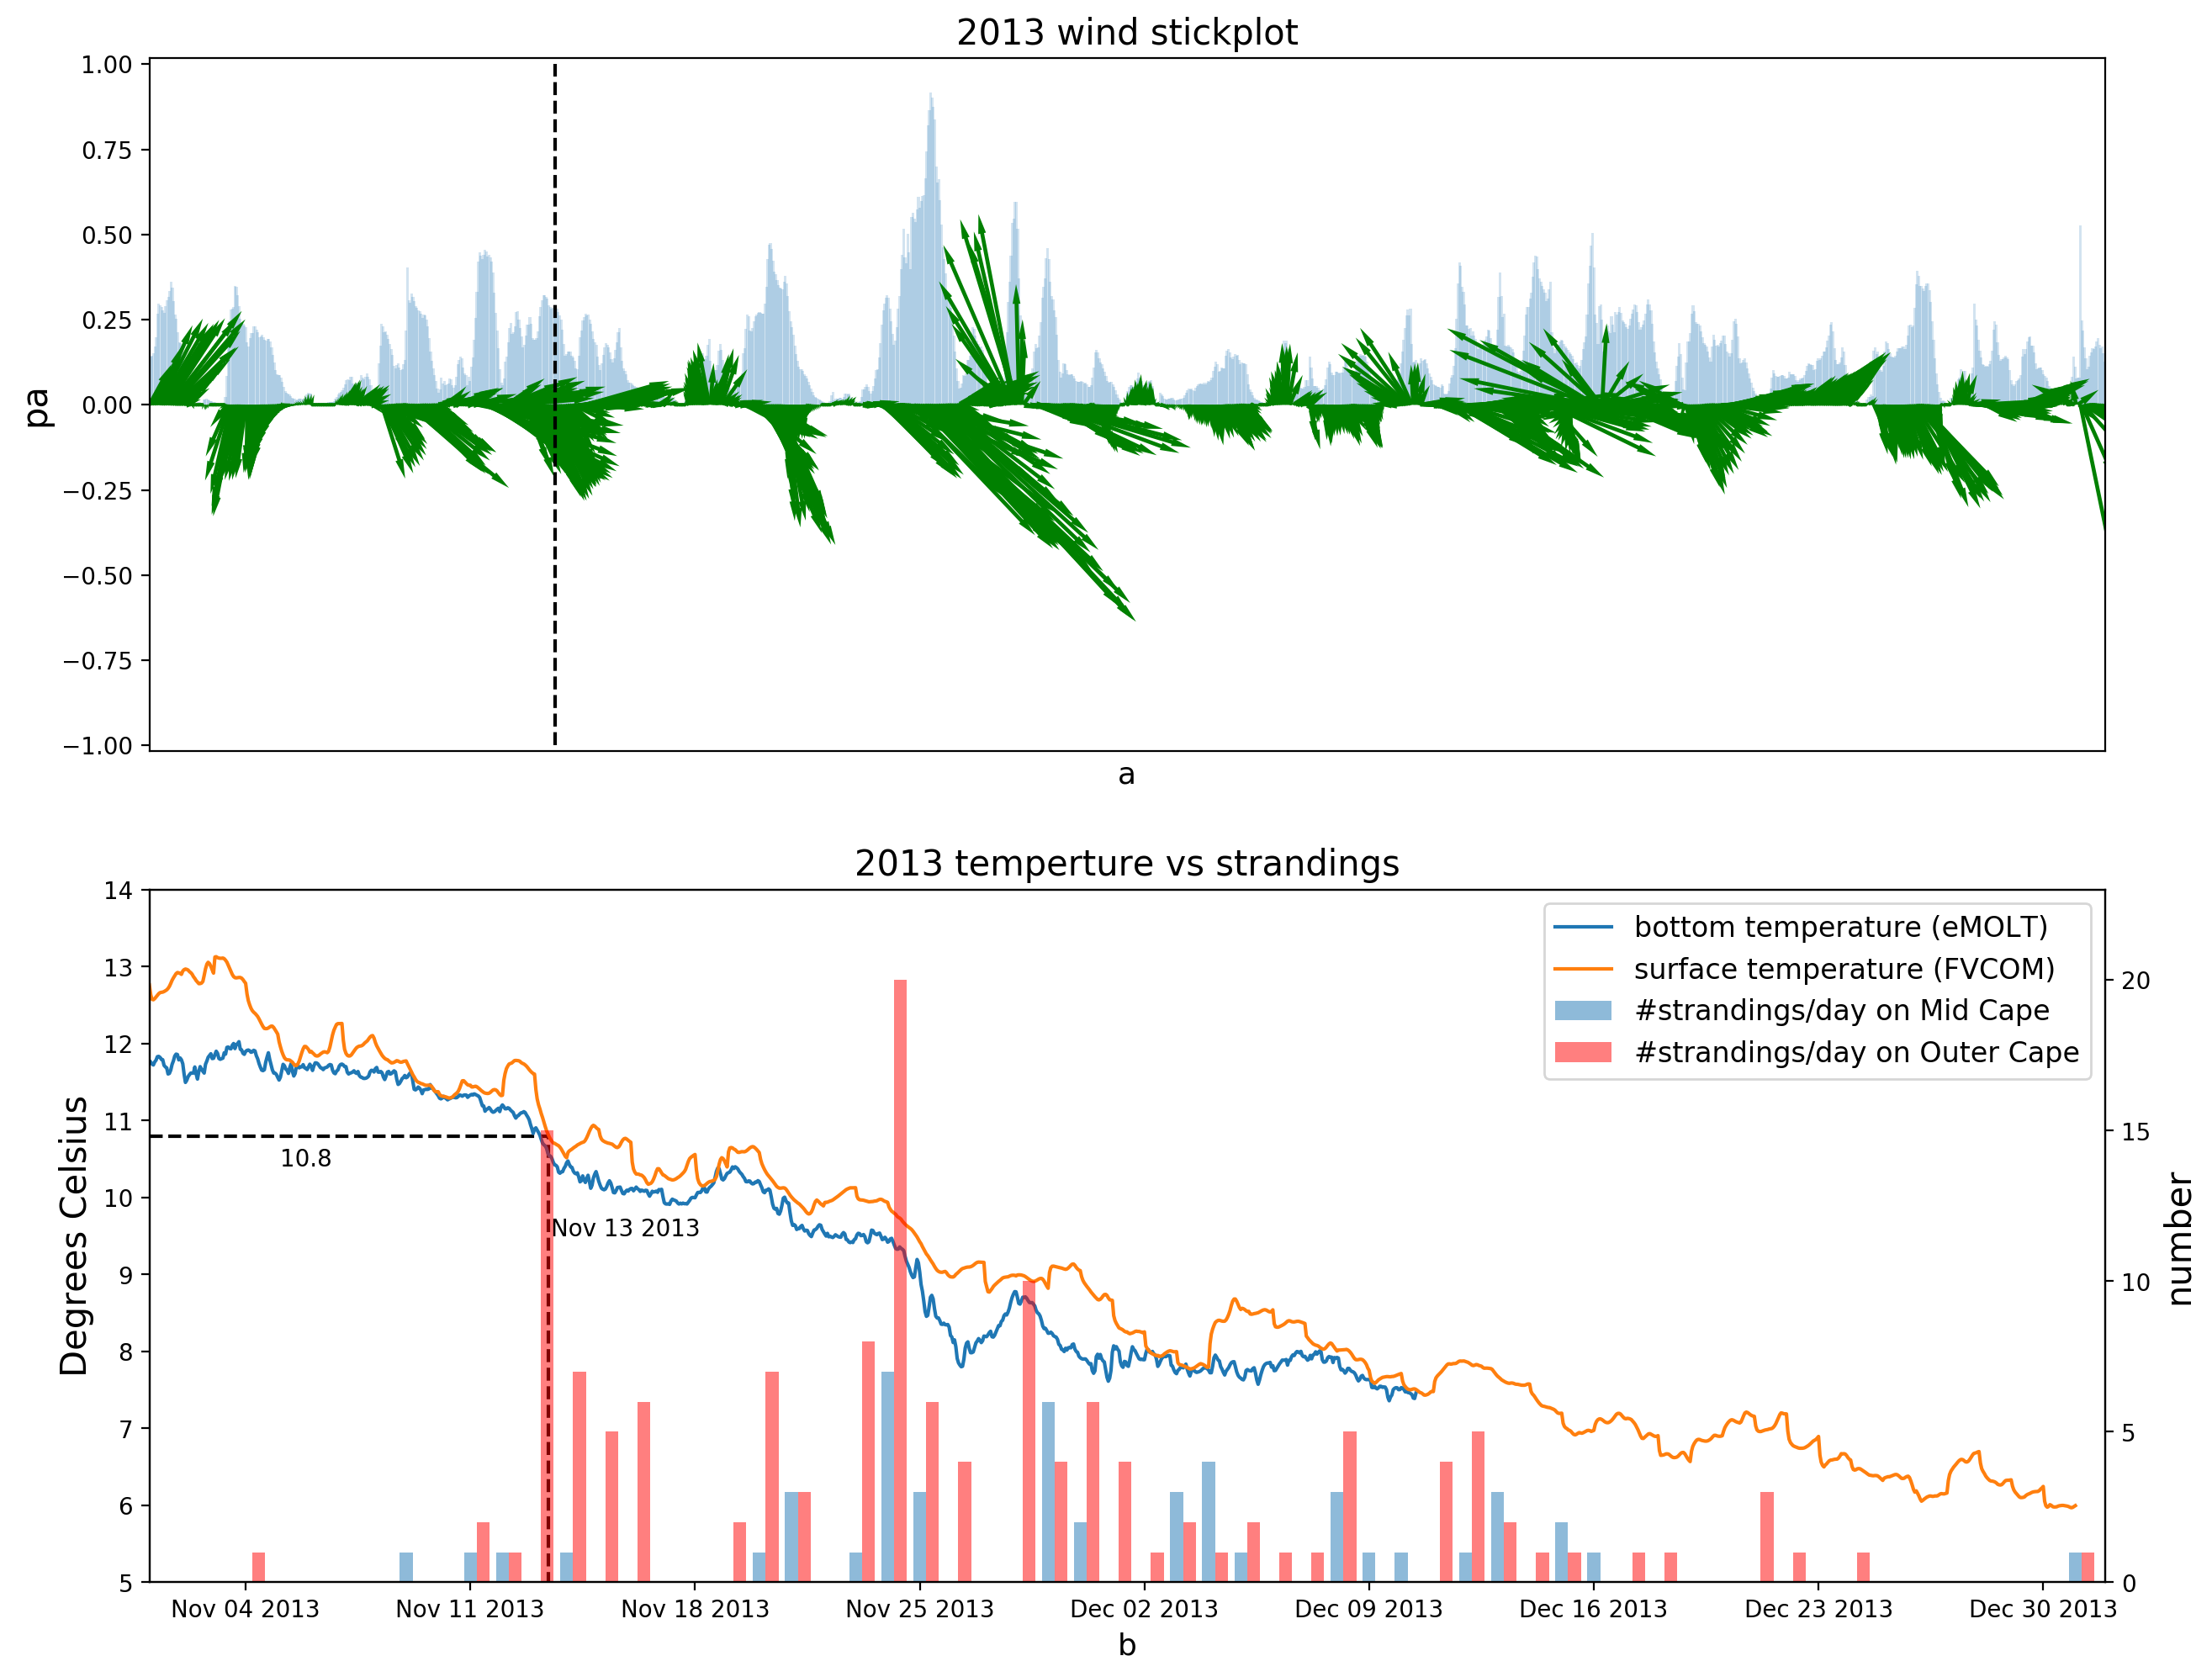 2013 wind stickplot
1.00
0.75
0.50
0.25
0.00
−0.25
−0.50
−0.75
−1.00
pa
a
2013 temperture vs strandings
14
13
12
11
10
9
8
7
6
5
Degrees Celsius
bottom temperature (eMOLT)
surface temperature (FVCOM)
#strandings/day on Mid Cape
#strandings/day on Outer Cape
10.8
Nov 13 2013
20
15
10
5
0
number
Nov 04 2013
Nov 11 2013
Nov 18 2013
Nov 25 2013
Dec 02 2013
Dec 09 2013
Dec 16 2013
Dec 23 2013
Dec 30 2013
b